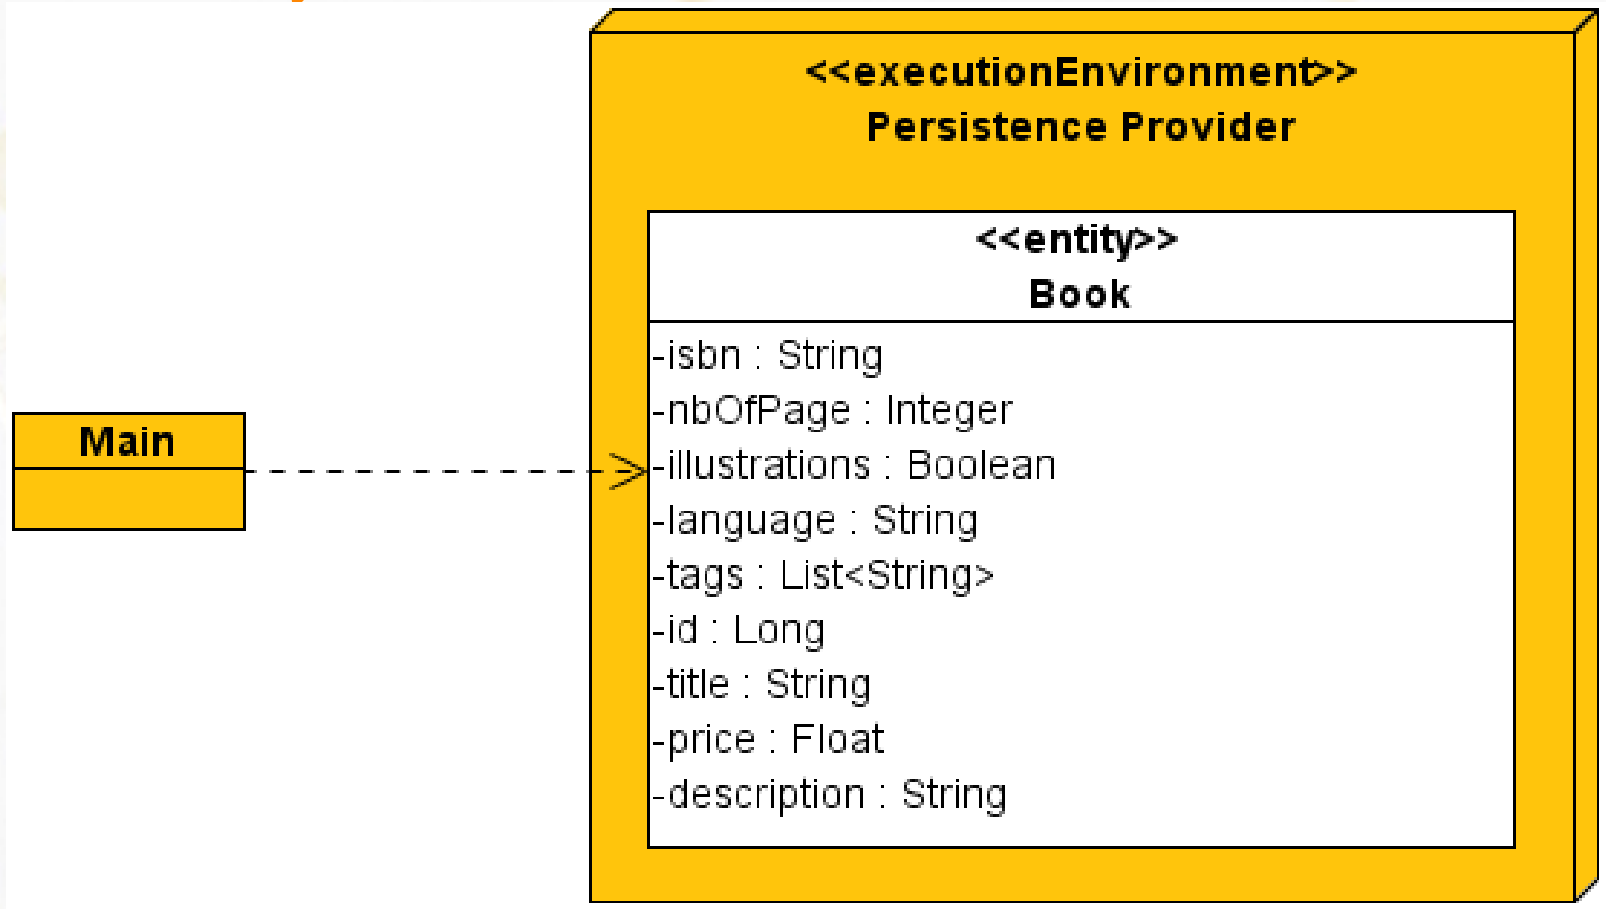 <<executionEnvironment>>
Persistence Provider
<<entity>>
Book
-isbn : String
-nbOfPage : Integer
-illustrations : Boolean
-language : String
-tags : List<String>
-id : Long
-title : String
-price : Float
-description : String
Main